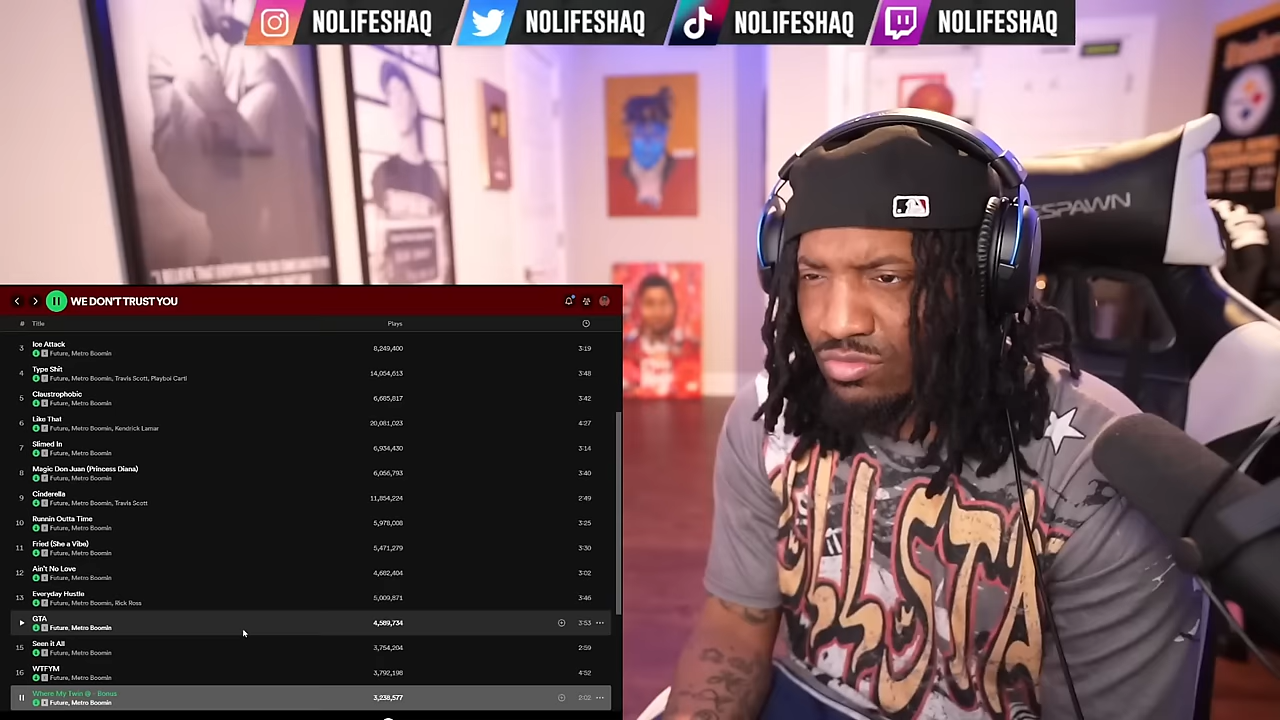 NOLIFESHAQ NOLIFESHAQ NOLIFESHAQ NOLIFESHAQ
"I BELIEVE THAT EVERYTHING
ESPAWN
WE DON'T TRUST YOU
# Title Plays
3 Ice Attack 8,249,400 3:19
E Future, Metro Boomin
4 Type Shit 14,054,613 3:48
E Future, Metro Boomin, Travis Scott, Playboi Carti
5 Claustrophobic 6,685,817 3:42
E Future, Metro Boomin
6 Like That 20,081,023 4:27
E Future, Metro Boomin, Kendrick Lamar
7 Slimed In 6,934,430 3:14
E Future, Metro Boomin
8 Magic Don Juan (Princess Diana) 6,056,793 3:40
E Future, Metro Boomin
9 Cinderella 11,854,224 2:49
E Future, Metro Boomin, Travis Scott
10 Runnin Outta Time 5,978,008 3:25
E Future, Metro Boomin
11 Fried (She a Vibe) 5,471,279 3:30
E Future, Metro Boomin
12 Ain't No Love 4,682,404 3:02
E Future, Metro Boomin
13 Everyday Hustle 5,009,871 3:46
E Future, Metro Boomin, Rick Ross
GTA 4,589,734 3:53
E Future, Metro Boomin
15 Seen it All 3,754,204 2:59
E Future, Metro Boomin
16 WTFYM 3,792,198 4:52
E Future, Metro Boomin
Where My Twin @ - Bonus 3,238,577 2:02
E Future, Metro Boomin